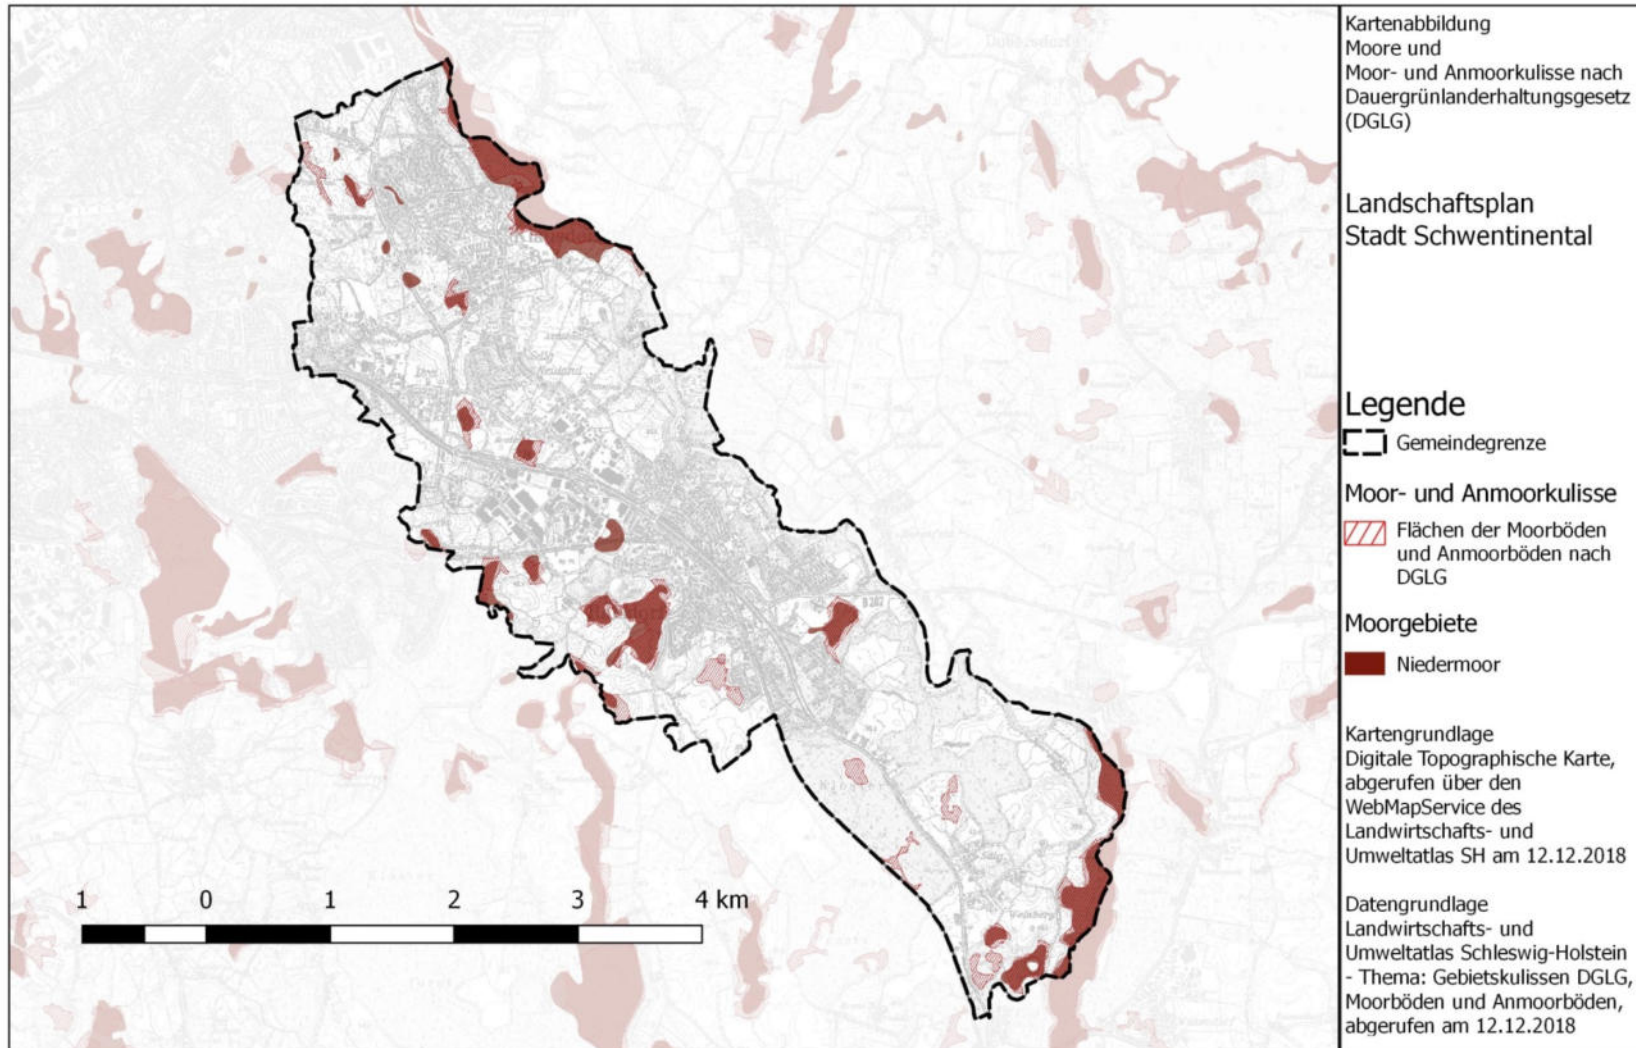 Kartenabbildung
Moore und
Moor- und Anmoorkulisse nach
Dauergrünlanderhaltungsgesetz
(DGLG)
Landschaftsplan
Stadt Schwentinental
Legende
Gemeindegrenze
Moor- und Anmoorkulisse
Flächen der Moorböden
und Anmoorböden nach
DGLG
Moorgebiete
Niedermoor
Kartengrundlage
Digitale Topographische Karte,
abgerufen über den
WebMapService des
Landwirtschafts- und
Umweltatlas SH am 12.12.2018
Datengrundlage
Landwirtschafts- und
Umweltatlas Schleswig-Holstein
- Thema: Gebietskulissen DGLG,
Moorböden und Anmoorböden,
abgerufen am 12.12.2018
1 0 1 2 3 4 km
B 202
Weinberg